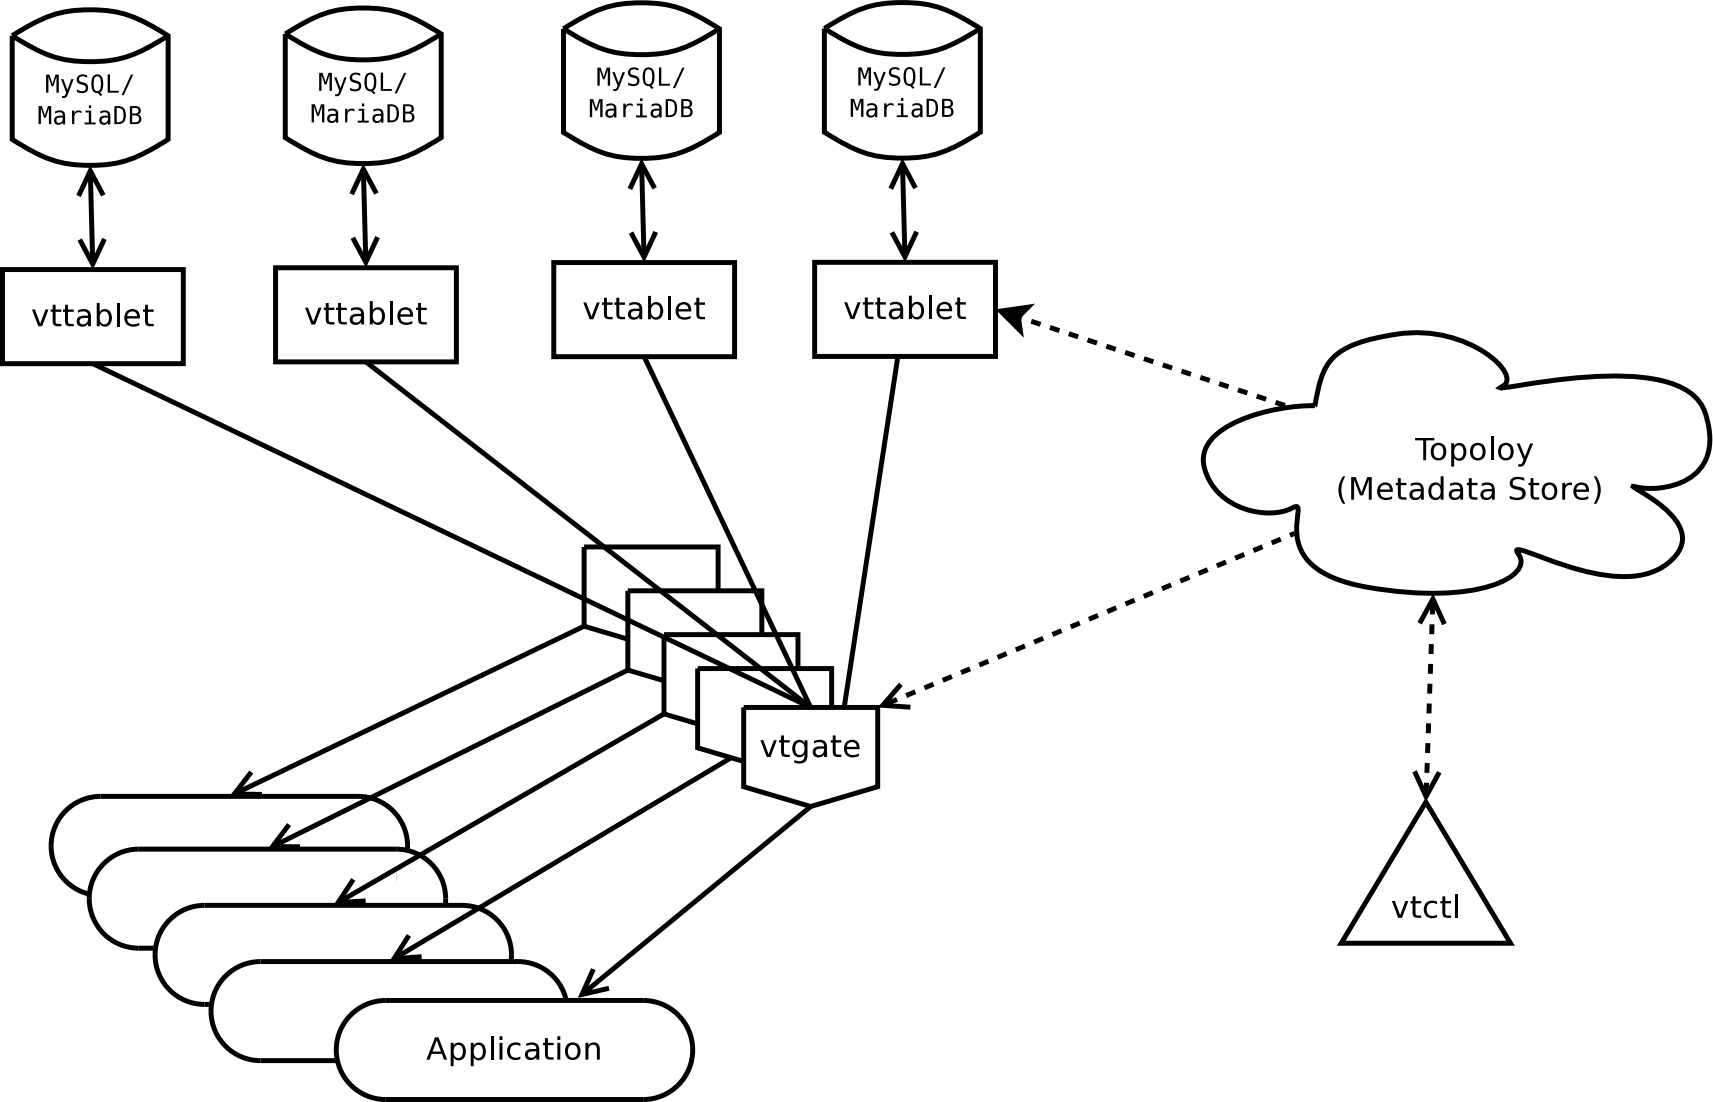 MySQL/
MariaDB
MySQL/
MariaDB
MySQL/
MariaDB
MySQL/
MariaDB
vttablet
vttablet
vttablet
vttablet
Topoloy
(Metadata Store)
vtgate
vtctl
Application